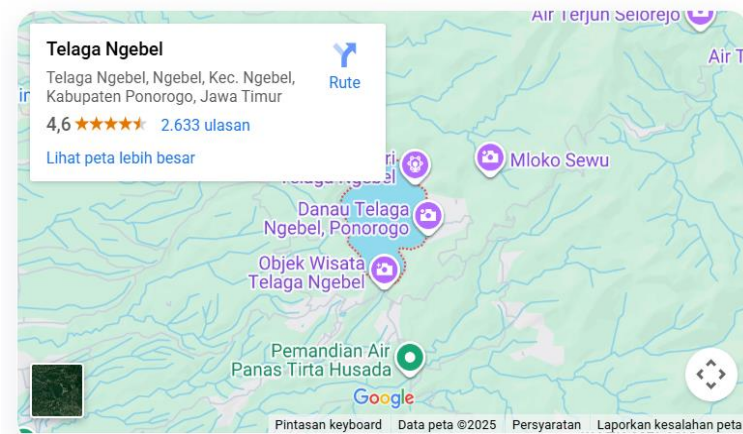 Air Terjun Selorejo
Telaga Ngebel
Telaga Ngebel, Ngebel, Kec. Ngebel,
Kabupaten Ponorogo, Jawa Timur
Rute
4,6
2.633 ulasan
Lihat peta lebih besar
Air T
Mloko Sewu
Telaga Ngebel
Danau Telaga
Ngebel, Ponorogo
Objek Wisata
Telaga Ngebel
Pemandian Air
Panas Tirta Husada
Google
Pintasan keyboard
Data peta ©2025
Persyaratan
Laporkan kesalahan peta